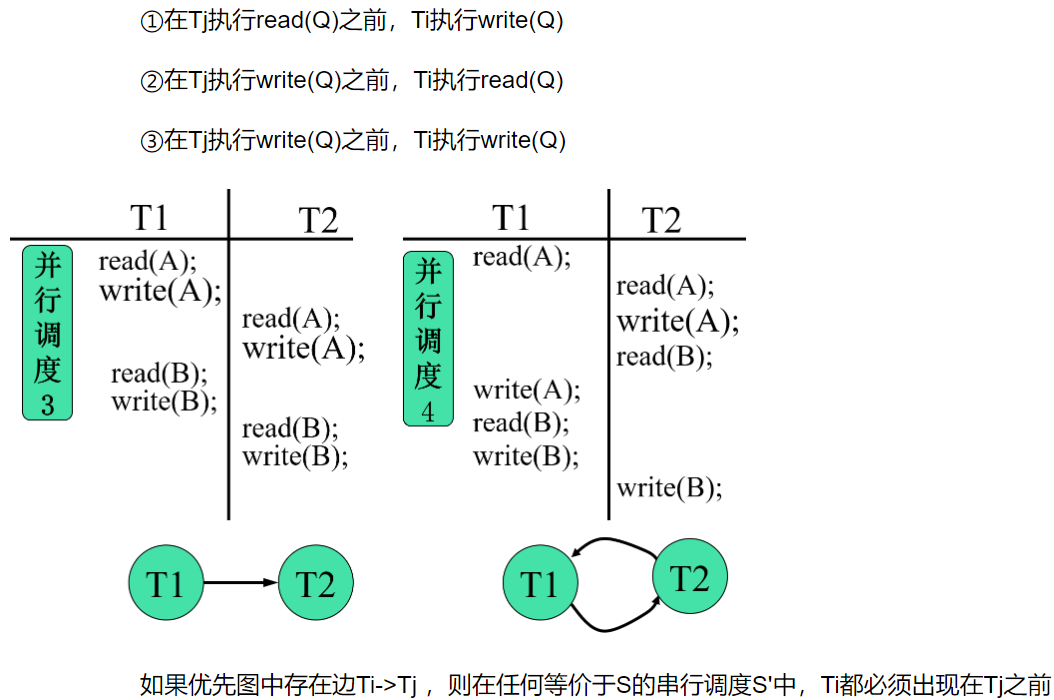 ①在Tj执行read(Q)之前，Ti执行write(Q)
②在Tj执行write(Q)之前，Ti执行read(Q)
③在Tj执行write(Q)之前，Ti执行write(Q)
T1 T2
并行调度3
read(A);
write(A);
read(A);
write(A);
read(B);
write(B);
read(B);
write(B);
T1 T2
T1 T2
并行调度4
read(A);
read(A);
write(A);
read(B);
write(A);
read(B);
write(B);
write(B);
T1 T2
如果优先图中存在边Ti->Tj ，则在任何等价于S的串行调度S'中，Ti都必须出现在Tj之前